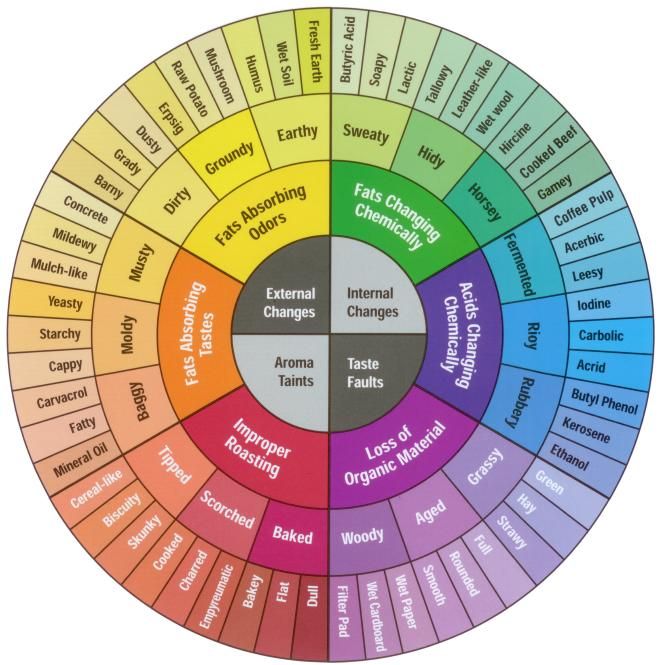 External
Changes
Internal
Changes
Aroma
Taints
Taste
Faults
Fats Changing
Chemically
Acids Changing
Chemically
Loss of
Organic Material
Improper
Roasting
Fats Absorbing
Tastes
Fats Absorbing
Odors
Sweaty
Hidy
Horsey
Fermented
Rioy
Rubbery
Grassy
Aged
Woody
Baked
Scorched
Tipped
Baggy
Moldy
Musty
Dirty
Groundy
Earthy
Butyric Acid
Soapy
Lactic
Tallowy
Leather-like
Wet wool
Hircine
Cooked Beef
Gamey
Coffee Pulp
Acerbic
Leesy
Iodine
Carbolic
Acrid
Butyl Phenol
Kerosene
Ethanol
Green
Hay
Strawy
Full
Rounded
Smooth
Wet Paper
Wet Cardboard
Filter Pad
Dull
Flat
Bakey
Empyreumatic
Charred
Cooked
Skunky
Biscuity
Cereal-like
Mineral Oil
Fatty
Carvacrol
Cappy
Starchy
Yeasty
Mulch-like
Mildewy
Concrete
Barny
Grady
Dusty
Erpsig
Raw Potato
Mushroom
Humus
Wet Soil
Fresh Earth